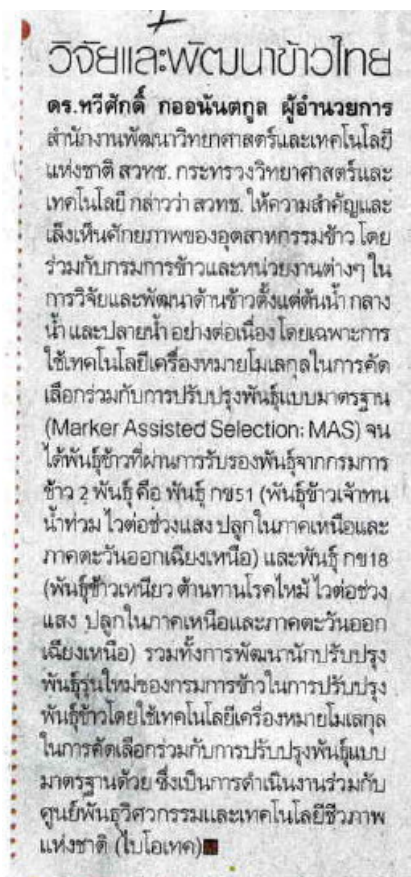 วิจัยและพัฒนาข้าวไทย
ดร.ทวีศักดิ์ กออนันตกูล ผู้อำนวยการ
สำนักงานพัฒนาวิทยาศาสตร์และเทคโนโลยี
แห่งชาติ สวทช. กระทรวงวิทยาศาสตร์และ
เทคโนโลยี กล่าวว่า สวทช. ให้ความสำคัญและ
เล็งเห็นศักยภาพของอุตสาหกรรมข้าว โดย
ร่วมกับกรมการข้าวและหน่วยงานต่างๆ ใน
การวิจัยและพัฒนาด้านข้าวตั้งแต่ต้นน้ำ กลาง
น้ำ และปลายน้ำ อย่างต่อเนื่อง โดยเฉพาะการ
ใช้เทคโนโลยีเครื่องหมายโมเลกุลในการคัด
เลือกร่วมกับการปรับปรุงพันธุ์แบบมาตรฐาน
(Marker Assisted Selection: MAS) จน
ได้พันธุ์ข้าวที่ผ่านการรับรองพันธุ์จากกรมการ
ข้าว 2 พันธุ์ คือ พันธุ์ กข51 (พันธุ์ข้าวเจ้าทน
น้ำท่วม ไวต่อช่วงแสง ปลูกในภาคเหนือและ
ภาคตะวันออกเฉียงเหนือ) และพันธุ์ กข18
(พันธุ์ข้าวเหนียว ต้านทานโรคไหม้ ไวต่อช่วง
แสง ปลูกในภาคเหนือและภาคตะวันออก
เฉียงเหนือ) รวมทั้งการพัฒนานักปรับปรุง
พันธุ์รุ่นใหม่ของกรมการข้าวในการปรับปรุง
พันธุ์ข้าวโดยใช้เทคโนโลยีเครื่องหมายโมเลกุล
ในการคัดเลือกร่วมกับการปรับปรุงพันธุ์แบบ
มาตรฐานด้วย ซึ่งเป็นการดำเนินงานร่วมกับ
ศูนย์พันธุวิศวกรรมและเทคโนโลยีชีวภาพ
แห่งชาติ (ไบโอเทค)